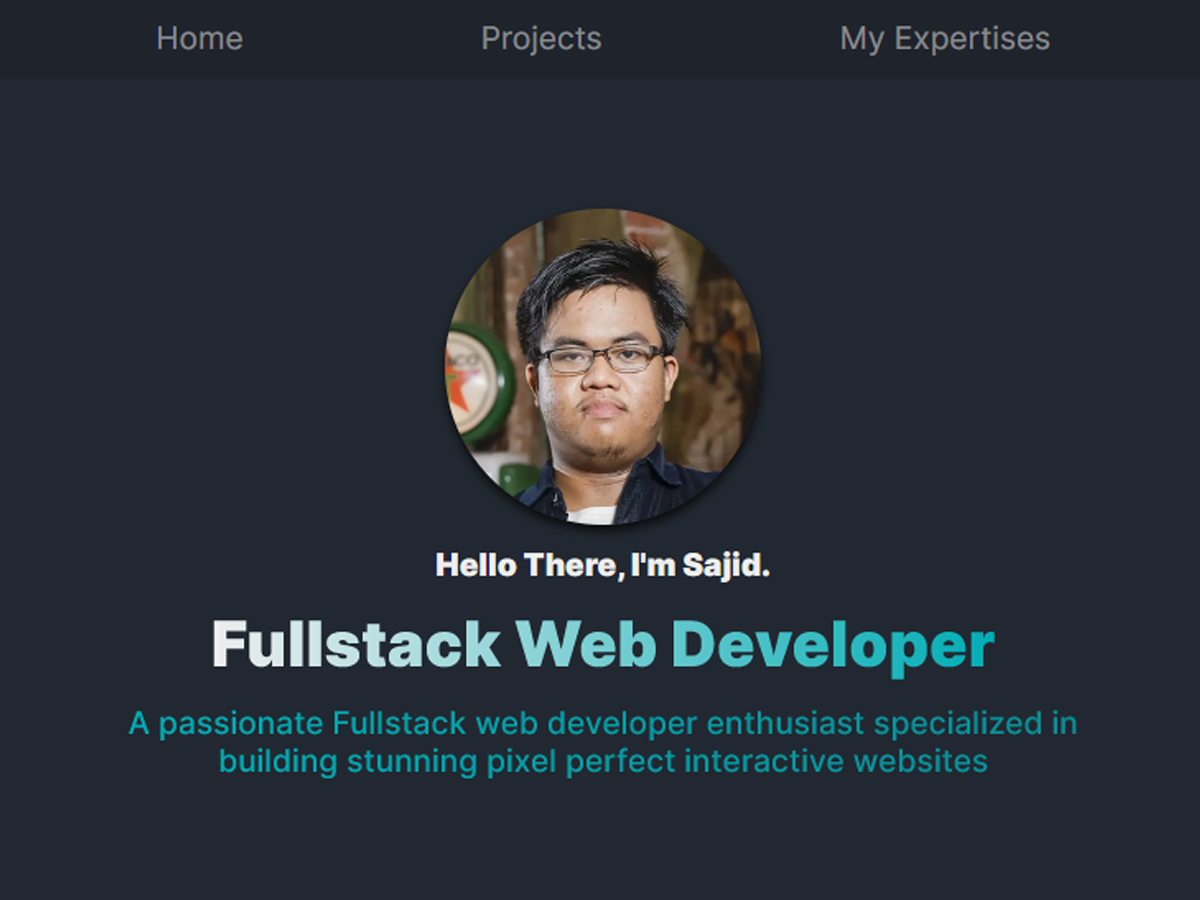 Home Projects My Expertises
Hello There, I'm Sajid.
Fullstack Web Developer
A passionate Fullstack web developer enthusiast specialized in
building stunning pixel perfect interactive websites